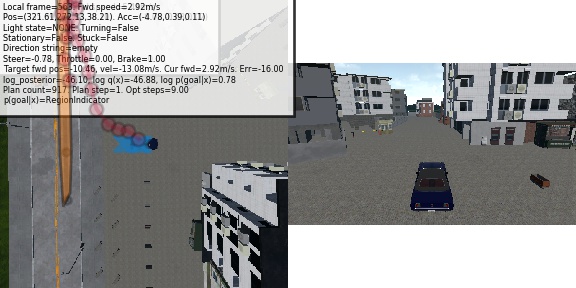 Local frame=503. Fwd speed=2.92m/s
Pos=(321.61,272.13,38.21). Acc=(-4.78,0.39,0.11)
Light state=NONE. Turning=False
Stationary=False. Stuck=False
Direction string=empty
Steer=-0.78, Throttle=0.00, Brake=1.00
Target fwd pos=-10.46, vel=-13.08m/s. Cur fwd=2.92m/s. Err=-16.00
log_posterior=-46.10, log q(x)=-46.88, log p(goal|x)=0.78
Plan count=917, Plan step=1. Opt steps=9.00
p(goal|x)=RegionIndicator